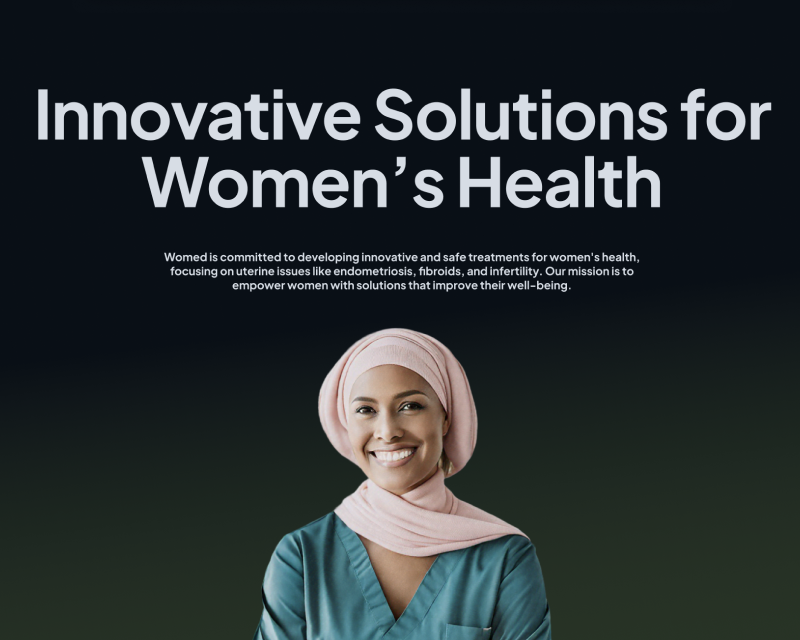 Innovative Solutions for
Women’s Health
Womed is committed to developing innovative and safe treatments for women's health,
focusing on uterine issues like endometriosis, fibroids, and infertility. Our mission is to
empower women with solutions that improve their well-being.